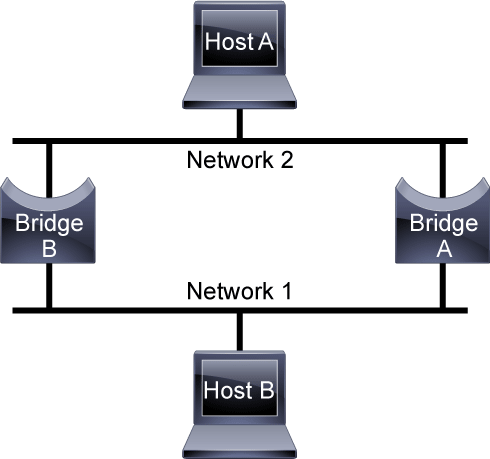 Host A
Network 2
Bridge
B
Bridge
A
Network 1
Host B